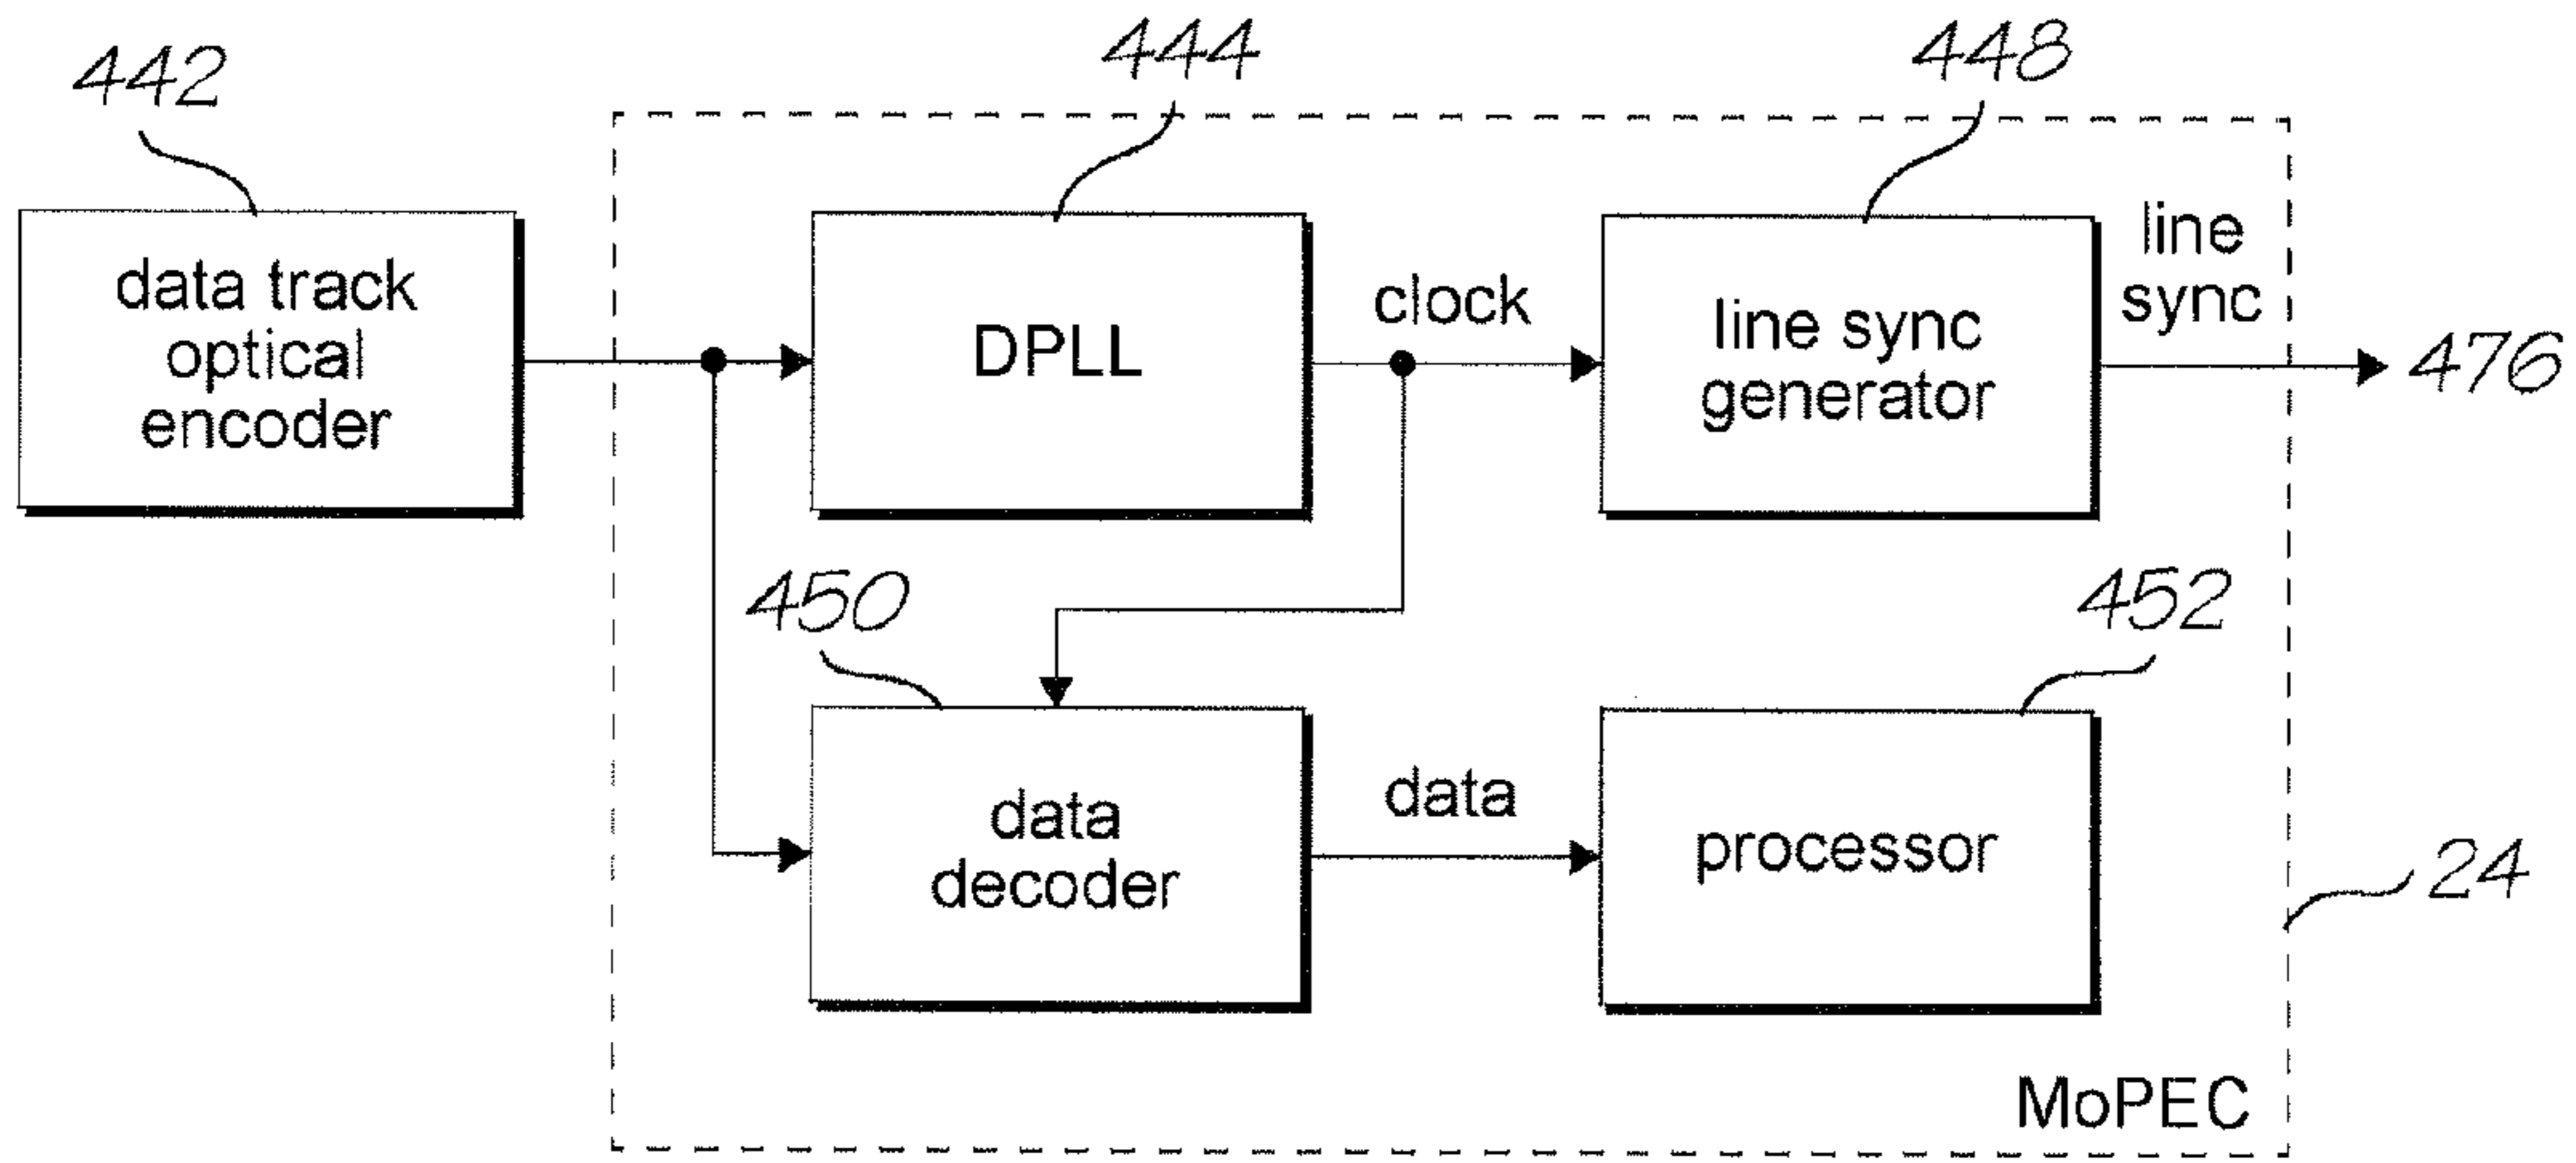 442
444
448
data track
optical
encoder
DPLL
clock
line sync
generator
line
sync
476
450
452
data
decoder
data
processor
24
MoPEC